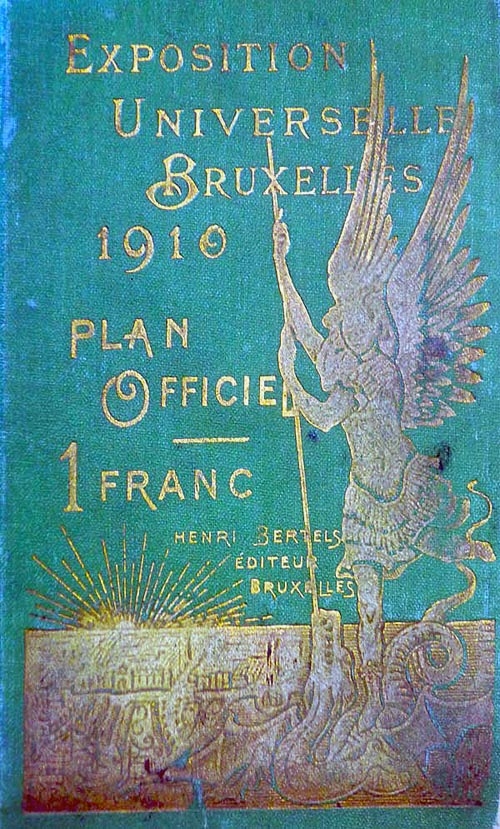 EXPOSITION
UNIVERSELLE
BRUXELLES
1910
PLAN
OFFICIEL
1 FRANC
HENRI BERTELS
ÉDITEUR
BRUXELLES